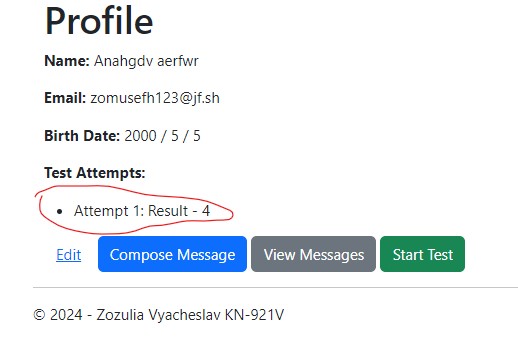 Profile
Name: Anahgdv aerfwr
Email: zomusefh123@jf.sh
Birth Date: 2000 / 5 / 5
Test Attempts:
• Attempt 1: Result - 4
Edit Compose Message View Messages Start Test
© 2024 - Zozulia Vyacheslav KN-921V